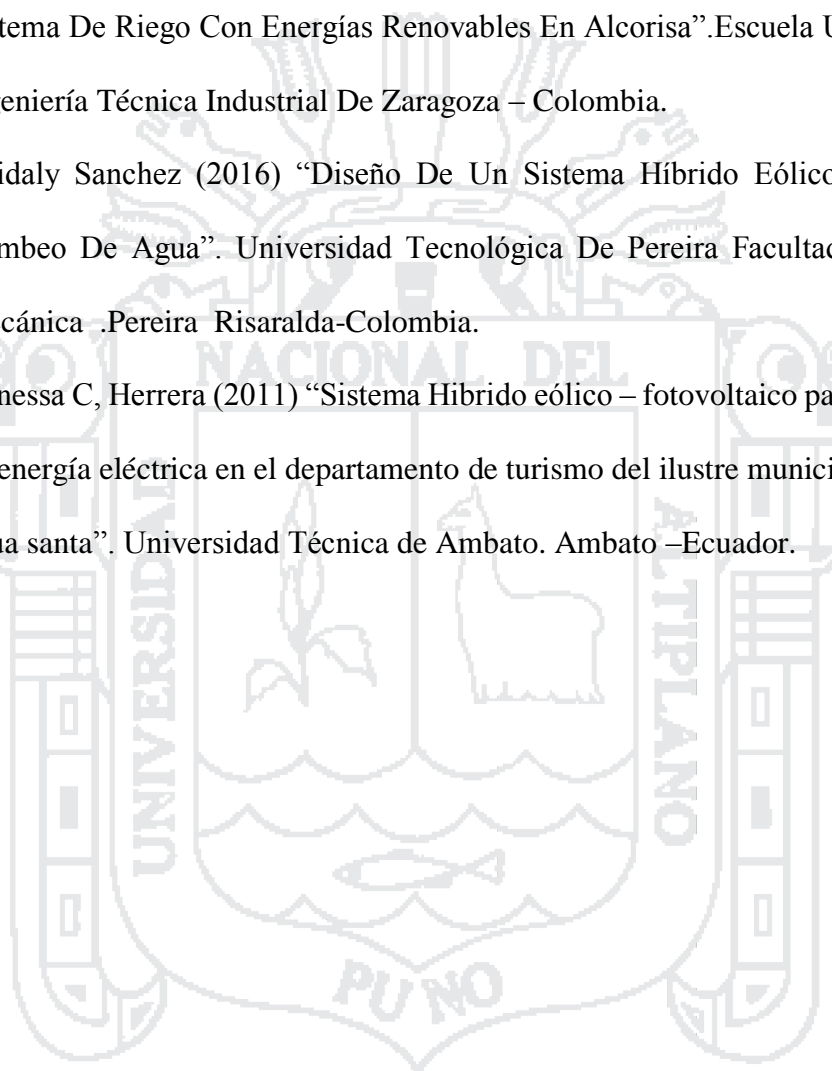 tema De Riego Con Energías Renovables En Alcorisa”.Escuela U
geniería Técnica Industrial De Zaragoza – Colombia.
idaly Sanchez (2016) “Diseño De Un Sistema Híbrido Eólico
mbeo De Agua”. Universidad Tecnológica De Pereira Facultad
cánica .Pereira Risaralda-Colombia.
nessa C, Herrera (2011) “Sistema Hibrido eólico – fotovoltaico pa
energía eléctrica en el departamento de turismo del ilustre munici
ua santa”. Universidad Técnica de Ambato. Ambato –Ecuador.
UNIVERSIDAD
NACIONAL DEL
ALTIPLANO
PUNO